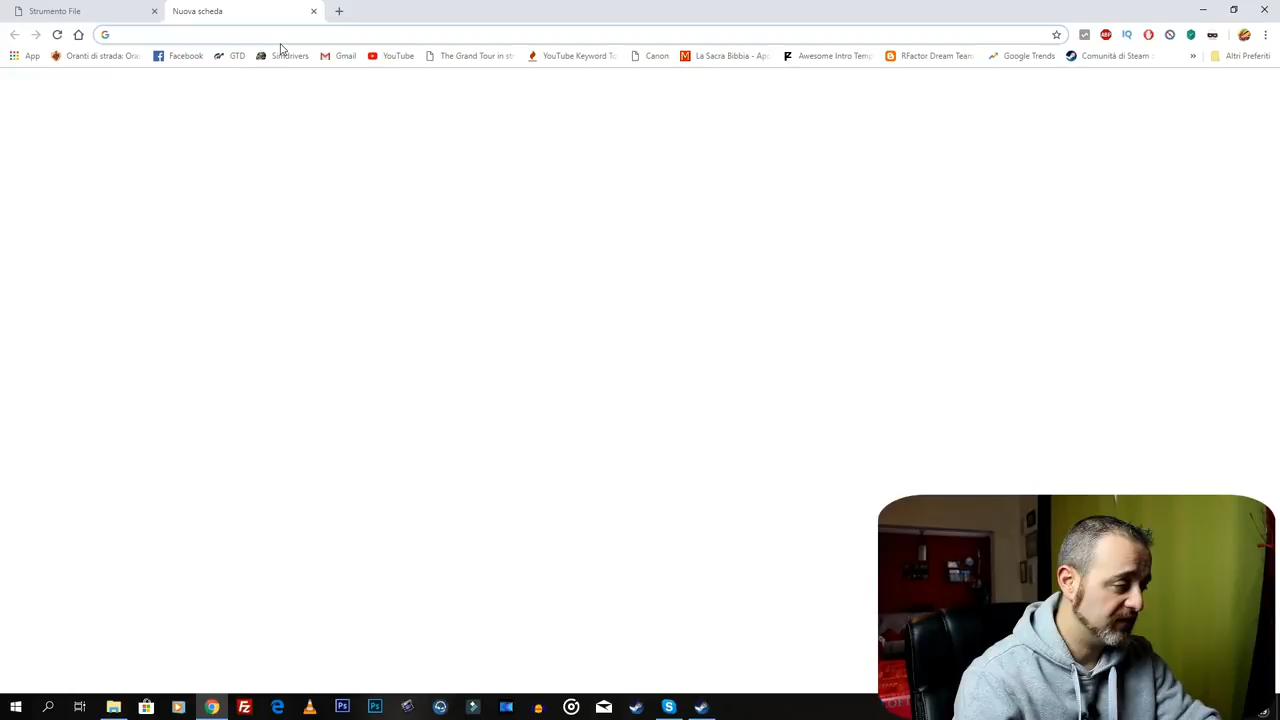 Strumento File
Nuova scheda
App
Oranti di strada: Ora
Facebook
GTD
Simdrivers
Gmail
YouTube
The Grand Tour in str
YouTube Keyword To
Canon
La Sacra Bibbia - Ap
Awesome Intro Temp
RFactor Dream Team
Google Trends
Comunità di Steam ::
Altri Preferiti